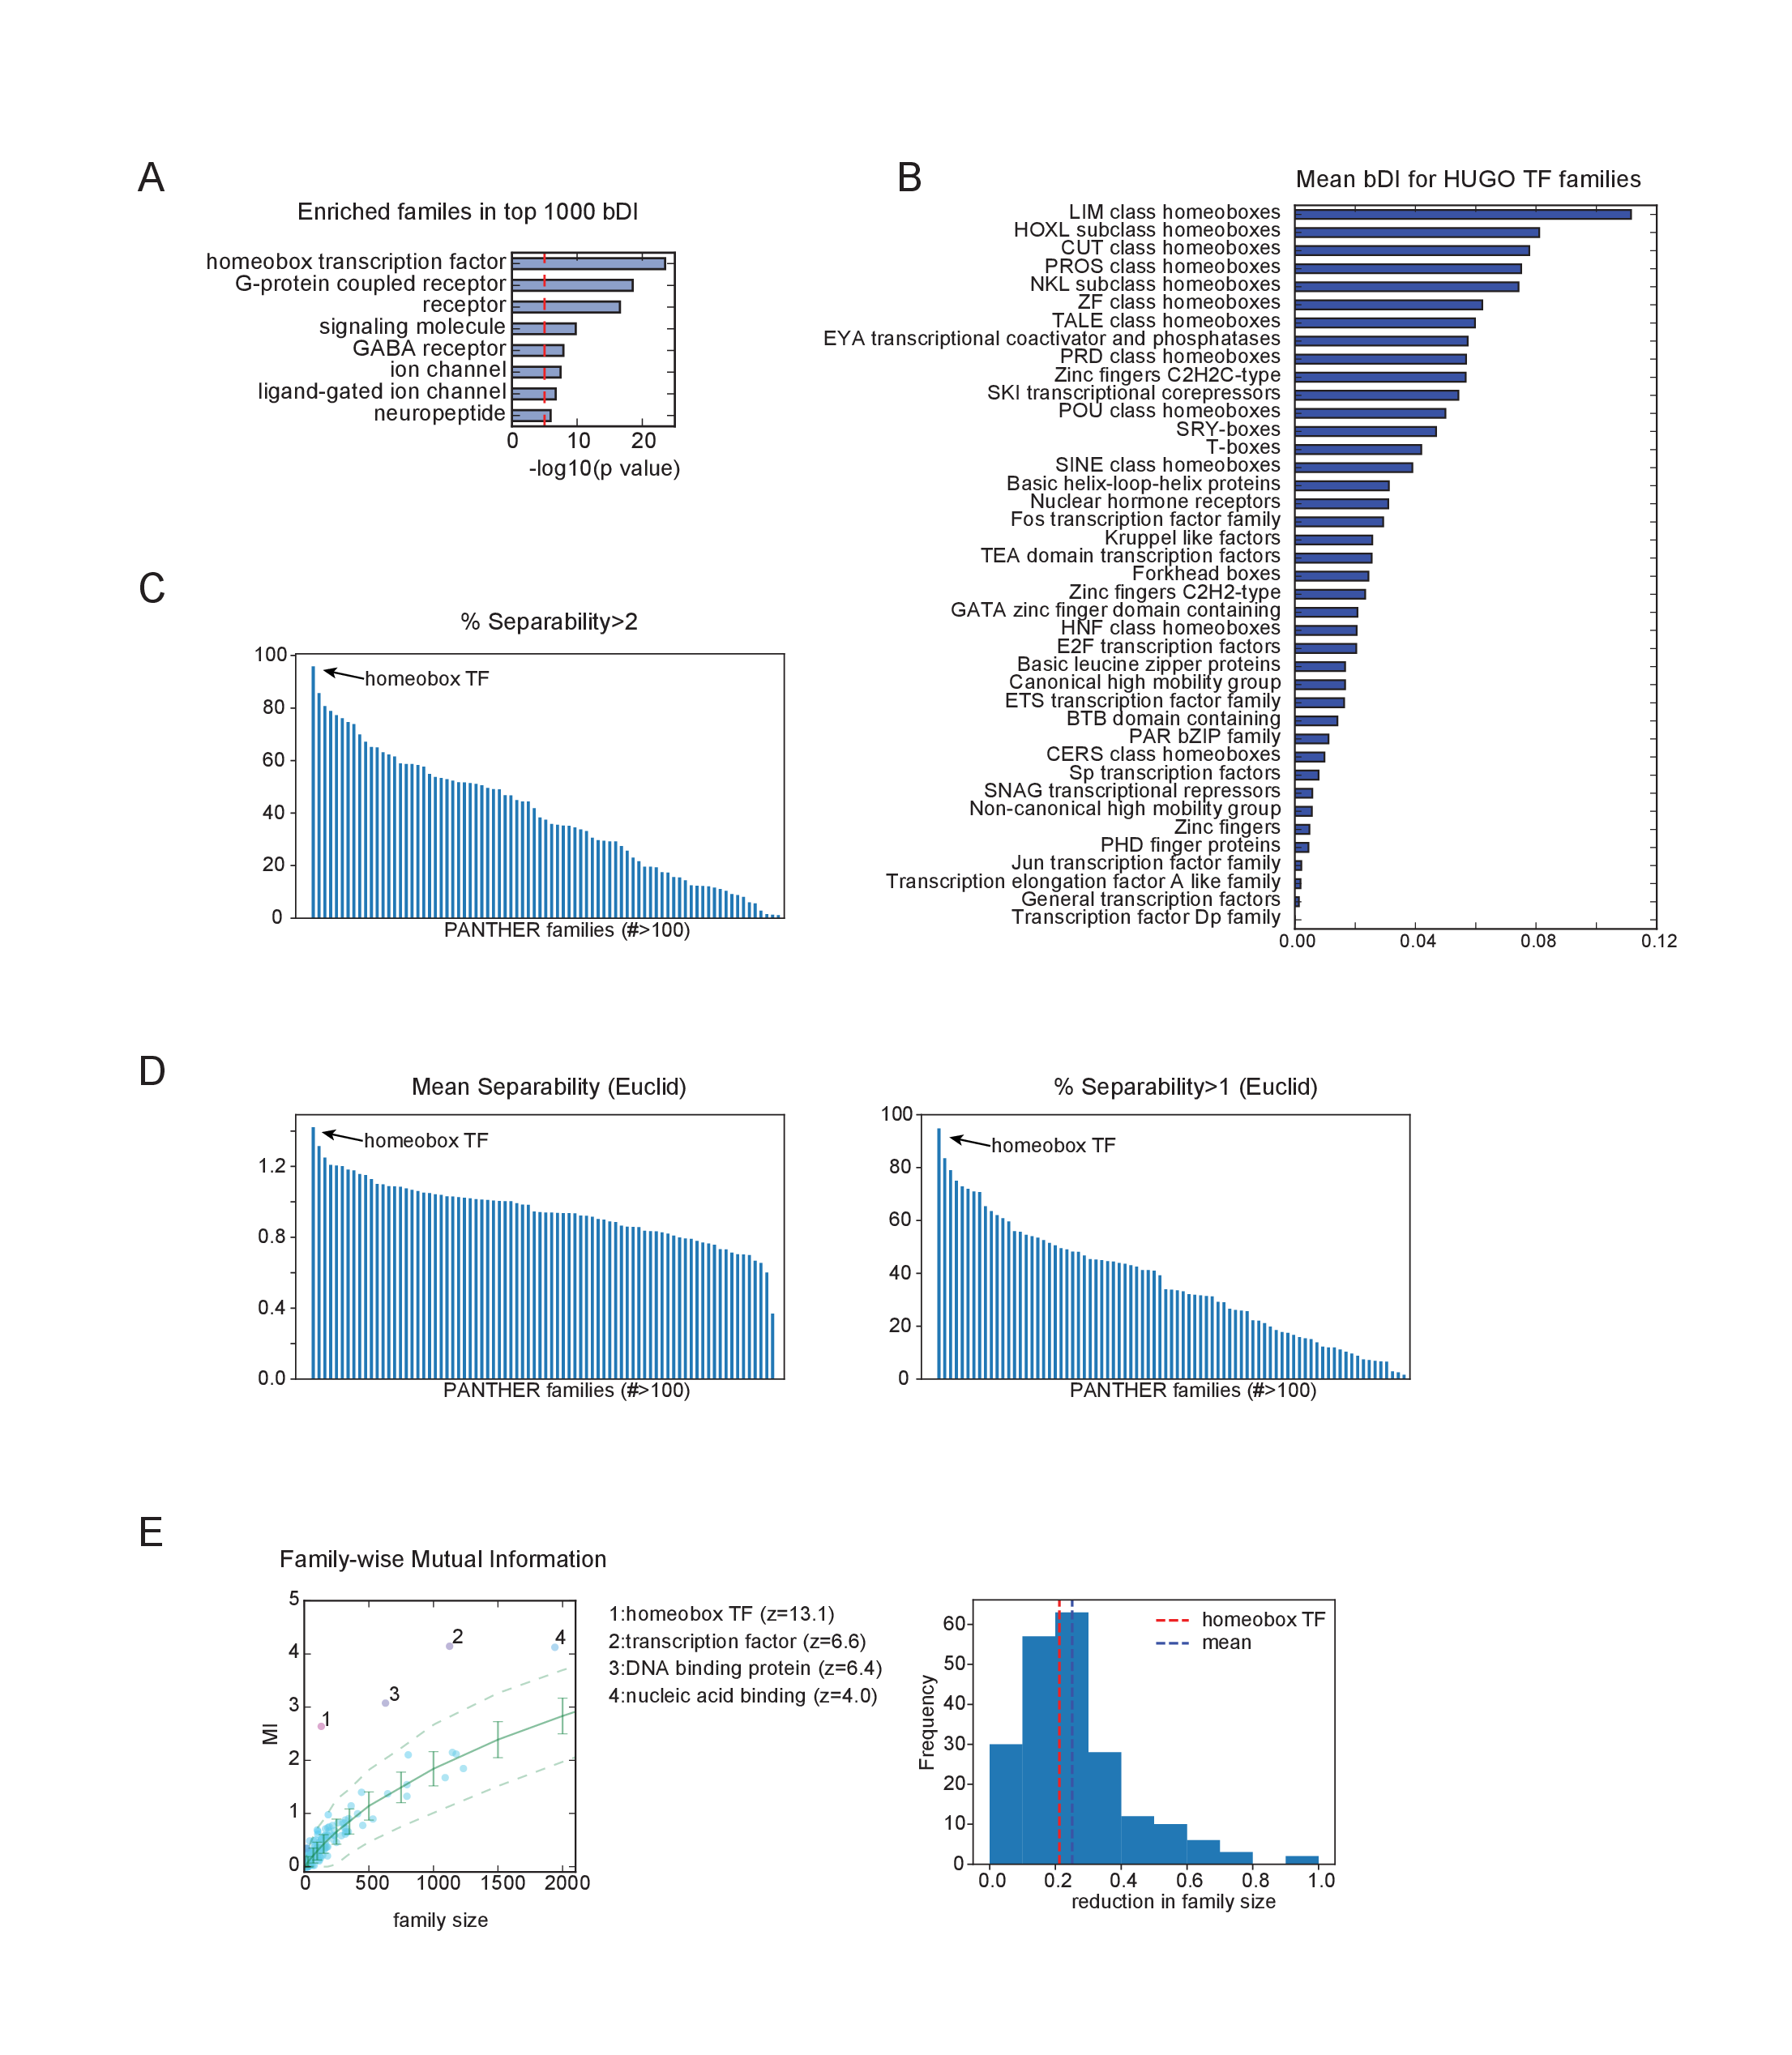 A
Enriched familes in top 1000 bDI
homeobox transcription factor
G-protein coupled receptor
receptor
signaling molecule
GABA receptor
ion channel
ligand-gated ion channel
neuropeptide
0 10 20
-log10(p value)
B
Mean bDI for HUGO TF families
LIM class homeoboxes
HOXL subclass homeoboxes
CUT class homeoboxes
PROS class homeoboxes
NKL subclass homeoboxes
ZF class homeoboxes
TALE class homeoboxes
EYA transcriptional coactivator and phosphatases
PRD class homeoboxes
Zinc fingers C2H2C-type
SKI transcriptional corepressors
POU class homeoboxes
SRY-boxes
T-boxes
SINE class homeoboxes
Basic helix-loop-helix proteins
Nuclear hormone receptors
Fos transcription factor family
Kruppel like factors
TEA domain transcription factors
Forkhead boxes
Zinc fingers C2H2-type
GATA zinc finger domain containing
HNF class homeoboxes
E2F transcription factors
Basic leucine zipper proteins
Canonical high mobility group
ETS transcription factor family
BTB domain containing
PAR bZIP family
CERS class homeoboxes
Sp transcription factors
SNAG transcriptional repressors
Non-canonical high mobility group
Zinc fingers
PHD finger proteins
Jun transcription factor family
Transcription elongation factor A like family
General transcription factors
Transcription factor Dp family
0.00 0.04 0.08 0.12
C
% Separability>2
100
80
60
40
20
0
homeobox TF
PANTHER families (#>100)
D
Mean Separability (Euclid)
1.2
0.8
0.4
0.0
homeobox TF
PANTHER families (#>100)
% Separability>1 (Euclid)
100
80
60
40
20
0
homeobox TF
PANTHER families (#>100)
E
Family-wise Mutual Information
MI
5
4
3
2
1
0
1
2
3
4
0 500 1000 1500 2000
family size
1:homeobox TF (z=13.1)
2:transcription factor (z=6.6)
3:DNA binding protein (z=6.4)
4:nucleic acid binding (z=4.0)
Frequency
60
50
40
30
20
10
0
homeobox TF
mean
0.0 0.2 0.4 0.6 0.8 1.0
reduction in family size